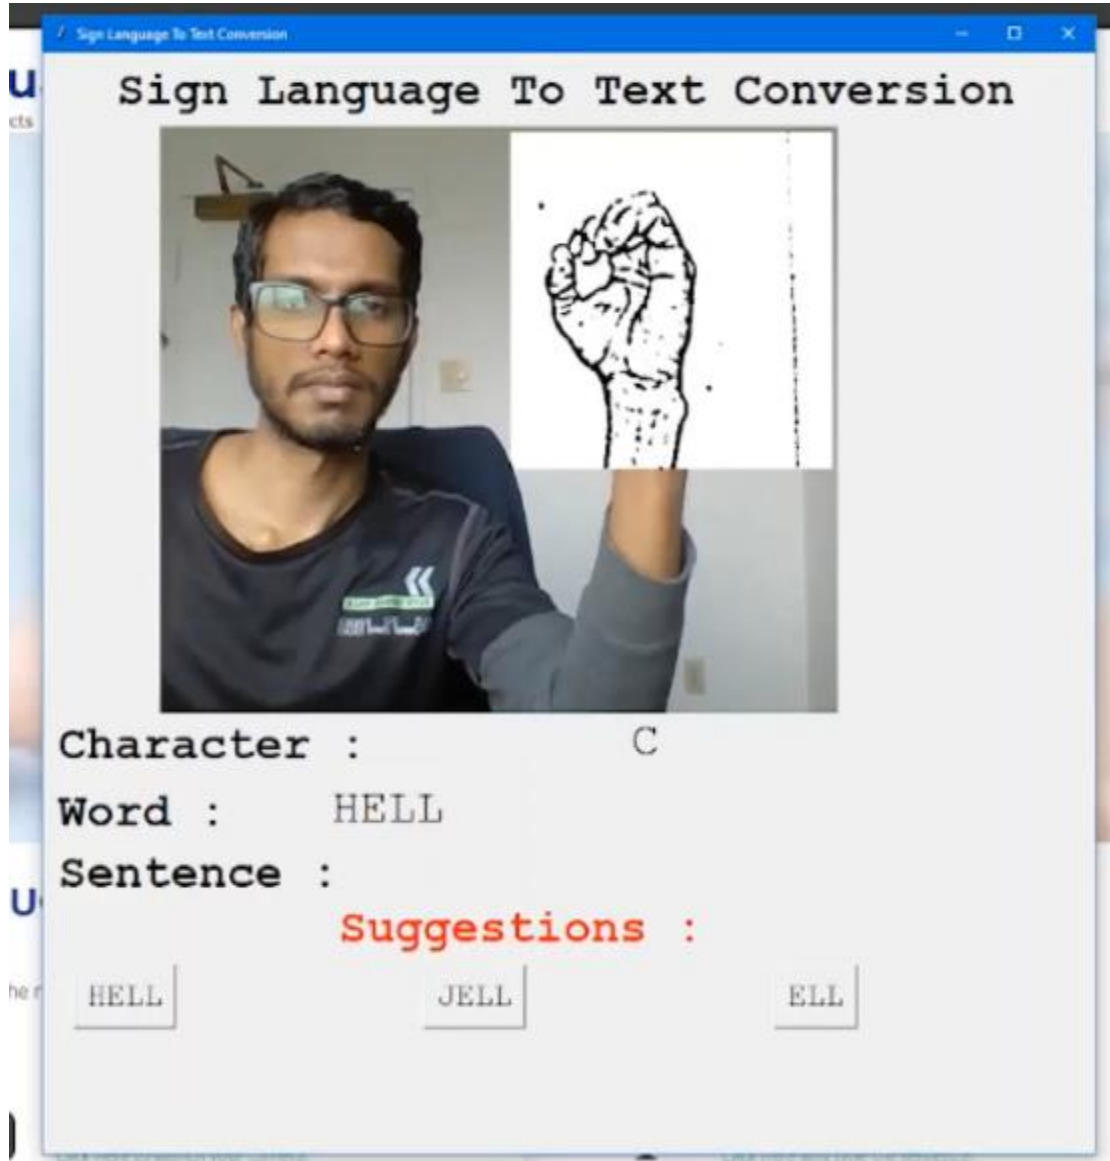 Sign Language To Text Conversion
Sign Language To Text Conversion
Character : C
Word : HELL
Sentence :
Suggestions :
HELL JELL ELL